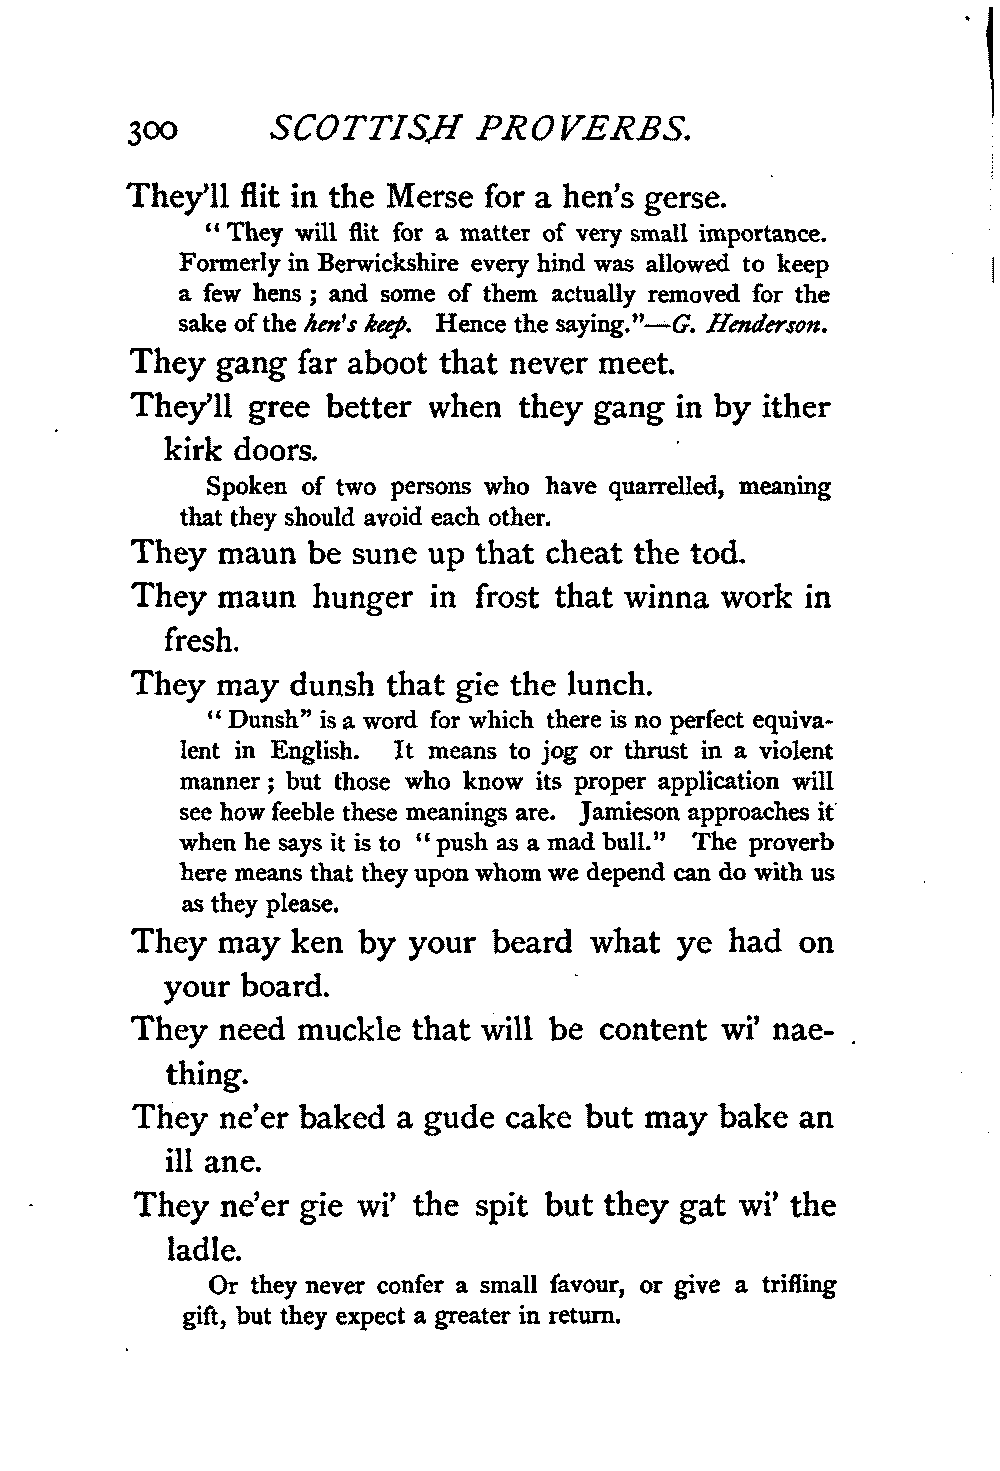 300 SCOTTISH PROVERBS.
They'll flit in the Merse for a hen's gerse.
“ They will flit for a matter of very small importance.
Formerly in Berwickshire every hind was allowed to keep
a few hens ; and some of them actually removed for the
sake of the hen's keep. Hence the saying.”—G. Henderson.
They gang far aboot that never meet.
They'll gree better when they gang in by ither
kirk doors.
Spoken of two persons who have quarrelled, meaning
that they should avoid each other.
They maun be sune up that cheat the tod.
They maun hunger in frost that winna work in
fresh.
They may dunsh that gie the lunch.
“ Dunsh” is a word for which there is no perfect equiva-
lent in English. It means to jog or thrust in a violent
manner ; but those who know its proper application will
see how feeble these meanings are. Jamieson approaches it
when he says it is to “ push as a mad bull.” The proverb
here means that they upon whom we depend can do with us
as they please.
They may ken by your beard what ye had on
your board.
They need muckle that will be content wi' nae-
thing.
They ne'er baked a gude cake but may bake an
ill ane.
They ne'er gie wi' the spit but they gat wi' the
ladle.
Or they never confer a small favour, or give a trifling
gift, but they expect a greater in return.